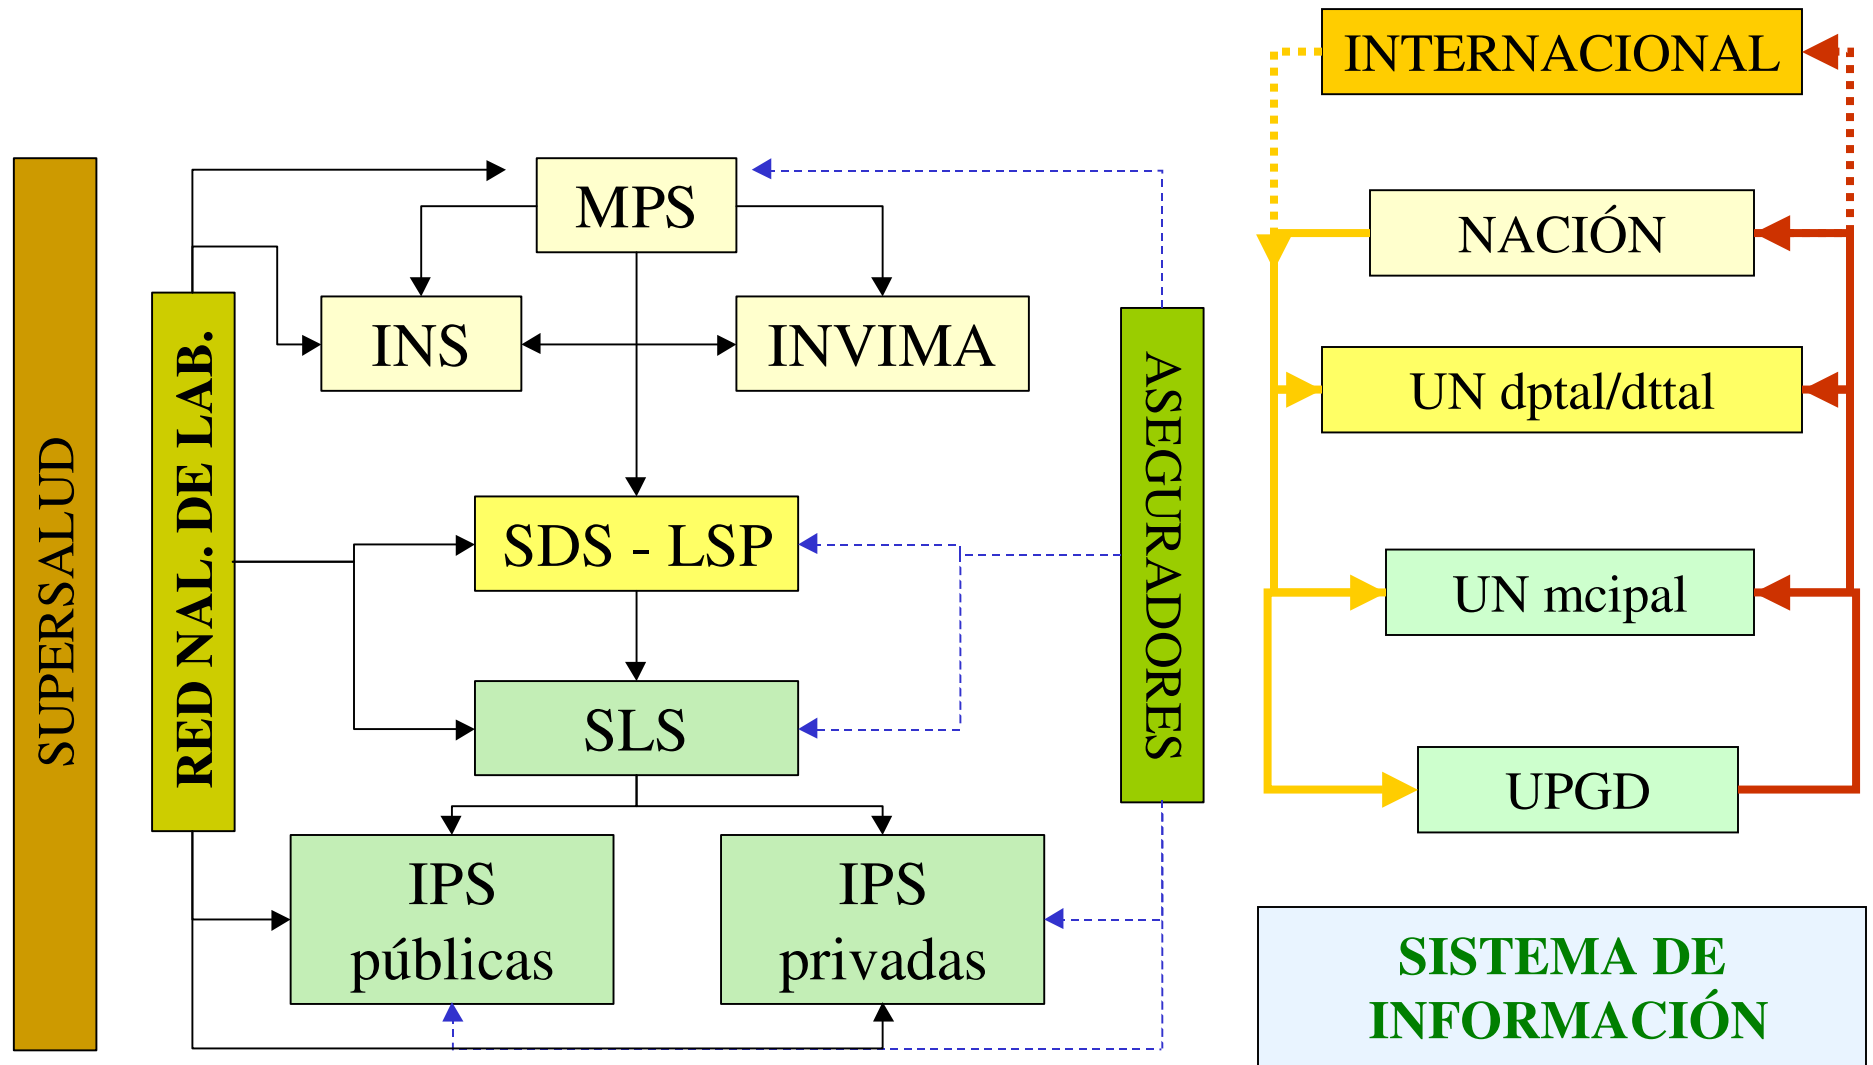 SUPERSALUD
RED NAL. DE LAB.
MPS
INS
INVIMA
SDS - LSP
SLS
IPS
públicas
IPS
privadas
ASEGURADORES
INTERNACIONAL
NACIÓN
UN dptal/dttal
UN mcipal
UPGD
SISTEMA DE
INFORMACIÓN